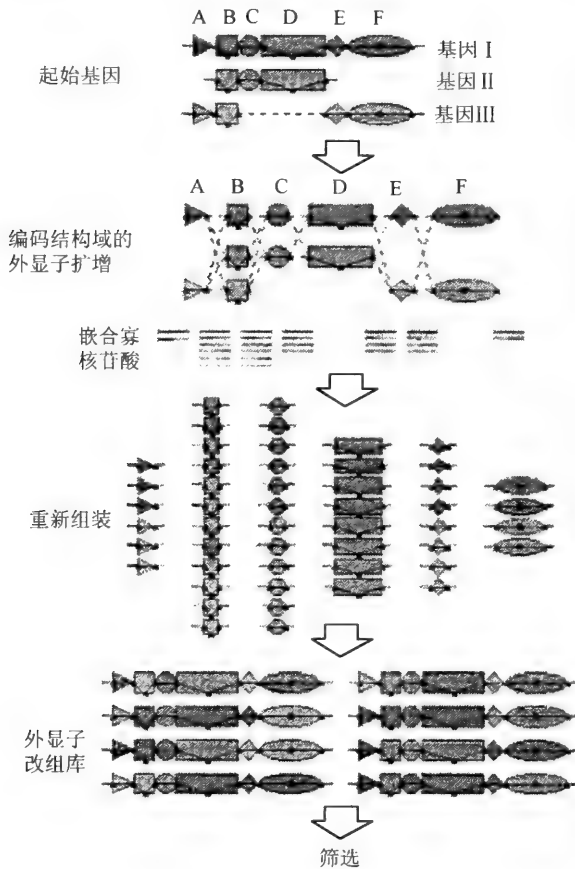 A B C D E F
起始基因
基因 I
基因 II
基因III
A B C D E F
编码结构域的
外显子扩增
嵌合寡
核苷酸
重新组装
外显子
改组库
筛选